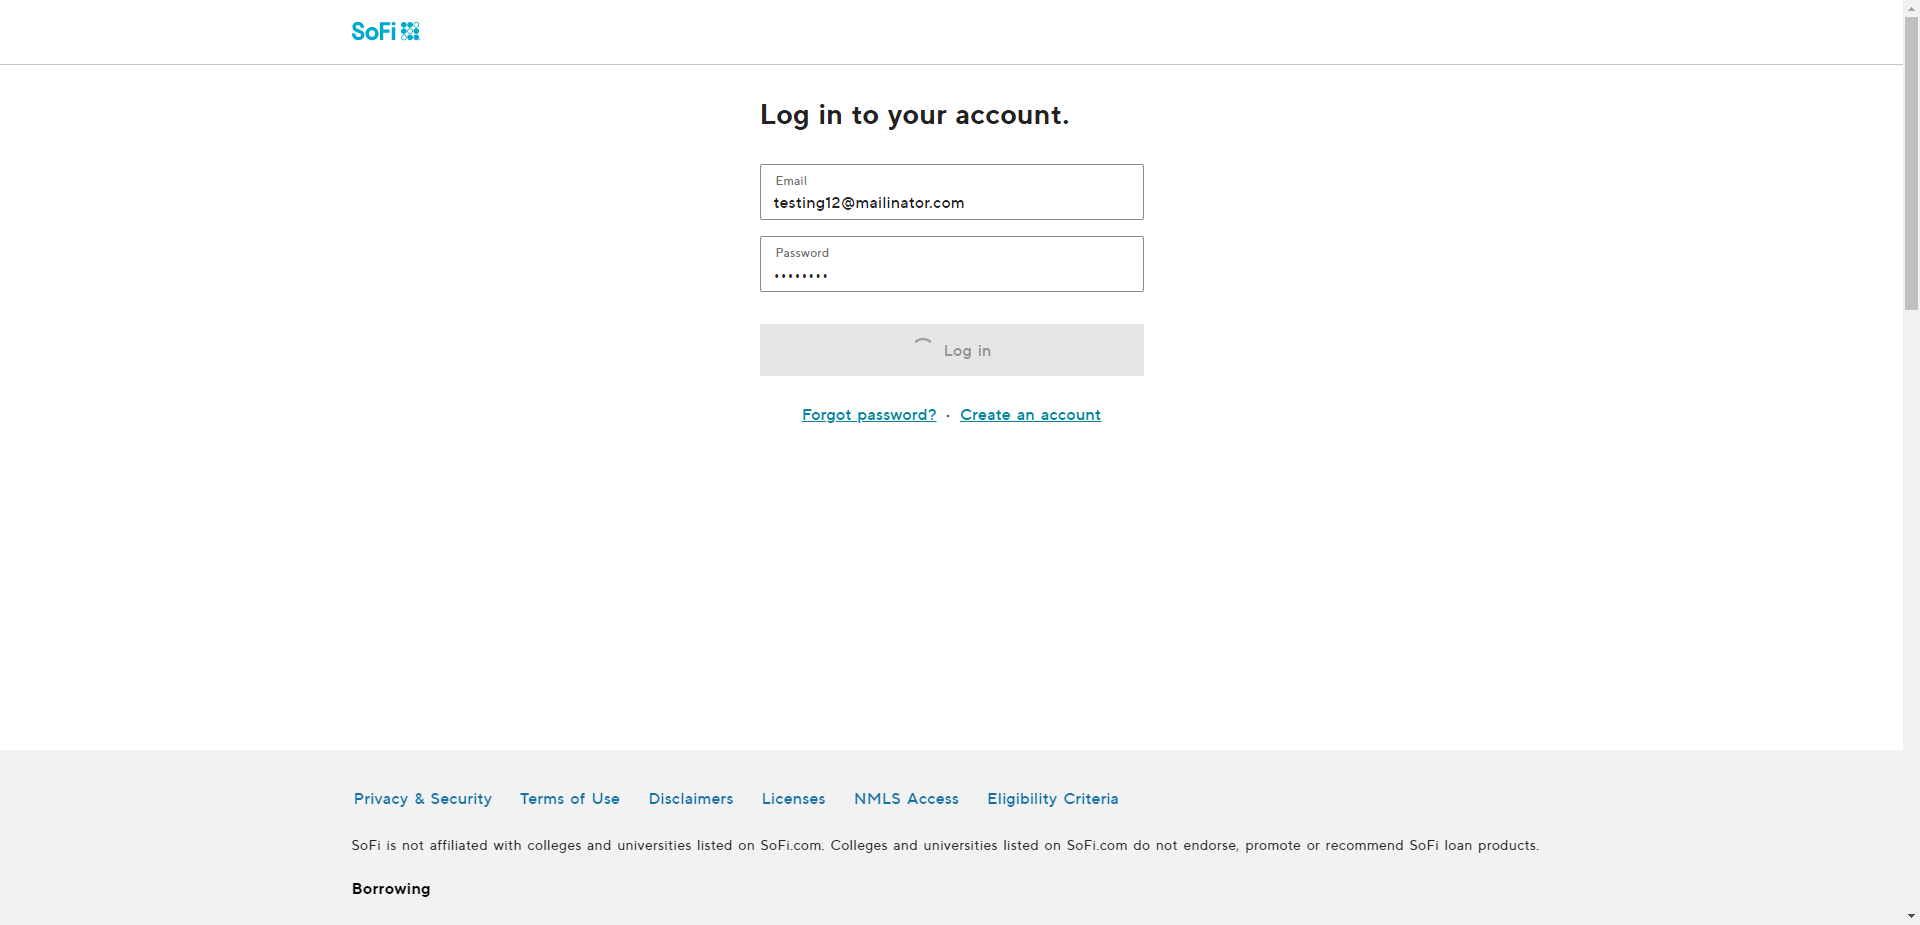 SoFi
Log in to your account.
Email
testing12@mailinator.com
Password
••••••••
Log in
Forgot password? · Create an account
Privacy & Security Terms of Use Disclaimers Licenses NMLS Access Eligibility Criteria
SoFi is not affiliated with colleges and universities listed on SoFi.com. Colleges and universities listed on SoFi.com do not endorse, promote or recommend SoFi loan products.
Borrowing